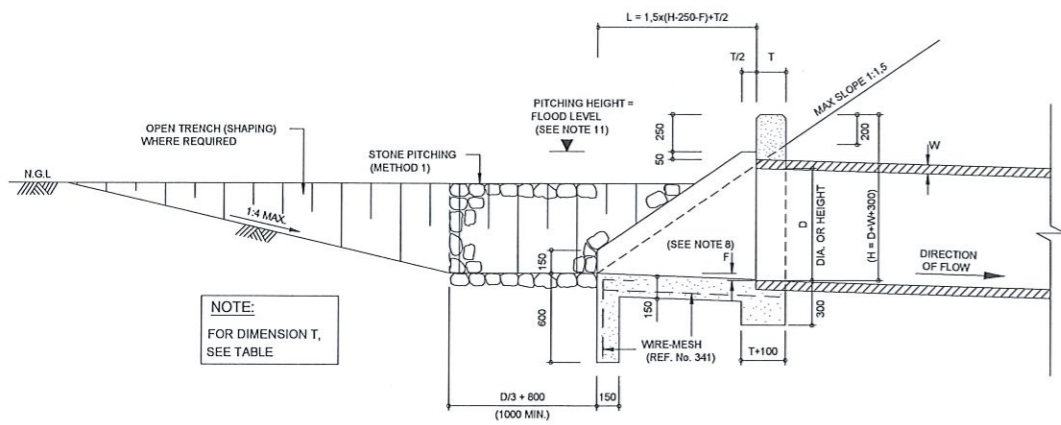 L = 1,5x(H-250-F)+T/2
T/2
T
MAX SLOPE 1:1,5
PITCHING HEIGHT =
FLOOD LEVEL
(SEE NOTE 11)
OPEN TRENCH (SHAPING)
WHERE REQUIRED
STONE PITCHING
(METHOD 1)
250
50
200
W
N.G.L
1:4 MAX.
(SEE NOTE 8)
F
D
DIA. OR HEIGHT
(H = D+W+300)
DIRECTION
OF FLOW
150
600
150
300
NOTE:
FOR DIMENSION T,
SEE TABLE
WIRE-MESH
(REF. No. 341)
T+100
D/3 + 800
(1000 MIN.)
150